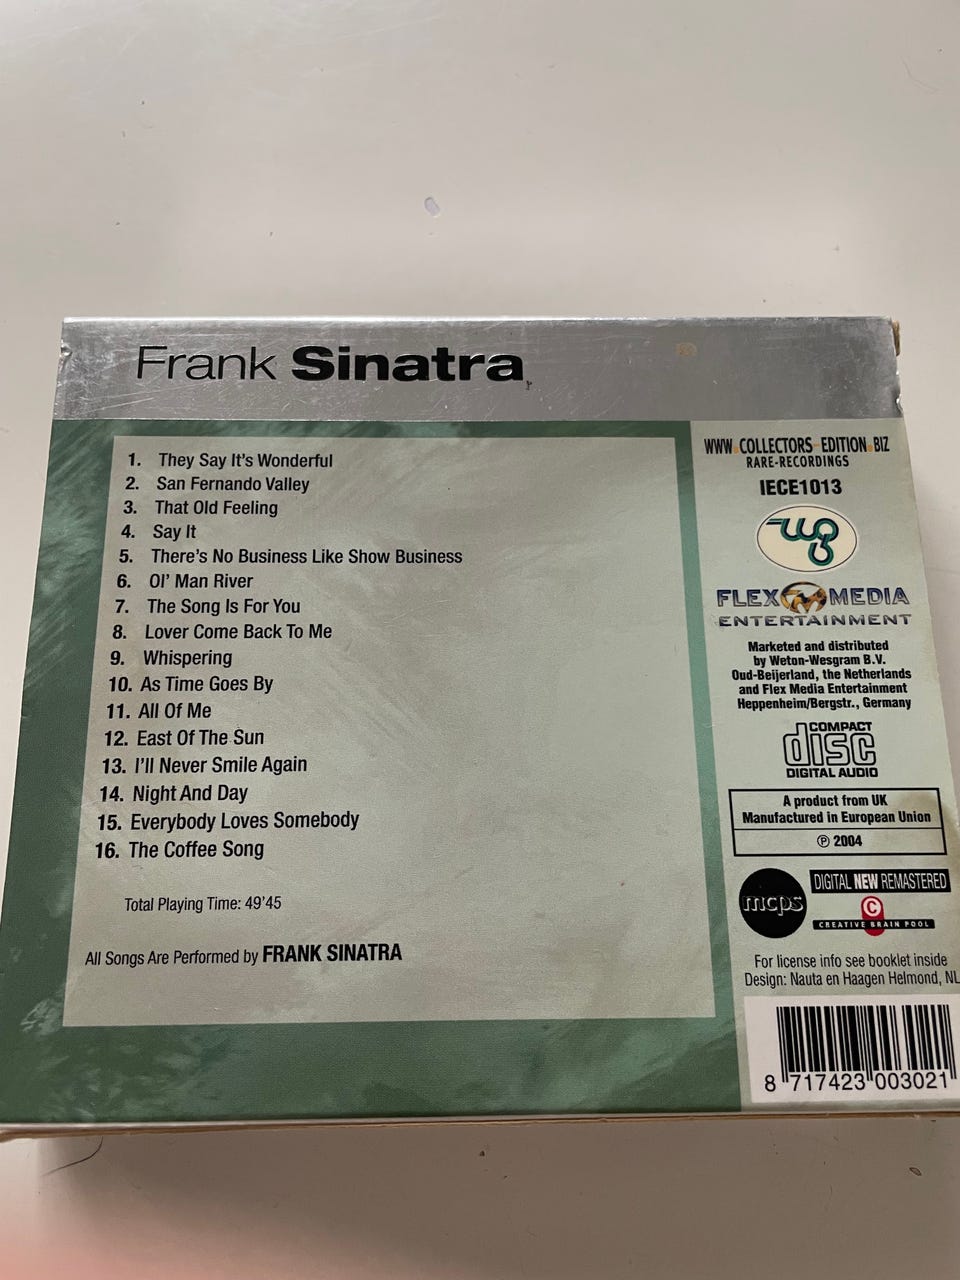 Frank Sinatra
1. They Say It's Wonderful
2. San Fernando Valley
3. That Old Feeling
4. Say It
5. There's No Business Like Show Business
6. Ol' Man River
7. The Song Is For You
8. Lover Come Back To Me
9. Whispering
10. As Time Goes By
11. All Of Me
12. East Of The Sun
13. I'll Never Smile Again
14. Night And Day
15. Everybody Loves Somebody
16. The Coffee Song
Total Playing Time: 49'45
All Songs Are Performed by FRANK SINATRA
WWW.COLLECTORS-EDITION.BIZ
RARE-RECORDINGS
IECE1013
wg
FLEX MEDIA
ENTERTAINMENT
Marketed and distributed
by Weton-Wesgram B.V.
Oud-Beijerland, the Netherlands
and Flex Media Entertainment
Heppenheim/Bergstr., Germany
COMPACT
disc
DIGITAL AUDIO
A product from UK
Manufactured in European Union
℗ 2004
mcps
DIGITAL NEW REMASTERED
C
CREATIVE BRAIN POOL
For license info see booklet inside
Design: Nauta en Haagen Helmond, NL
8 717423 003021